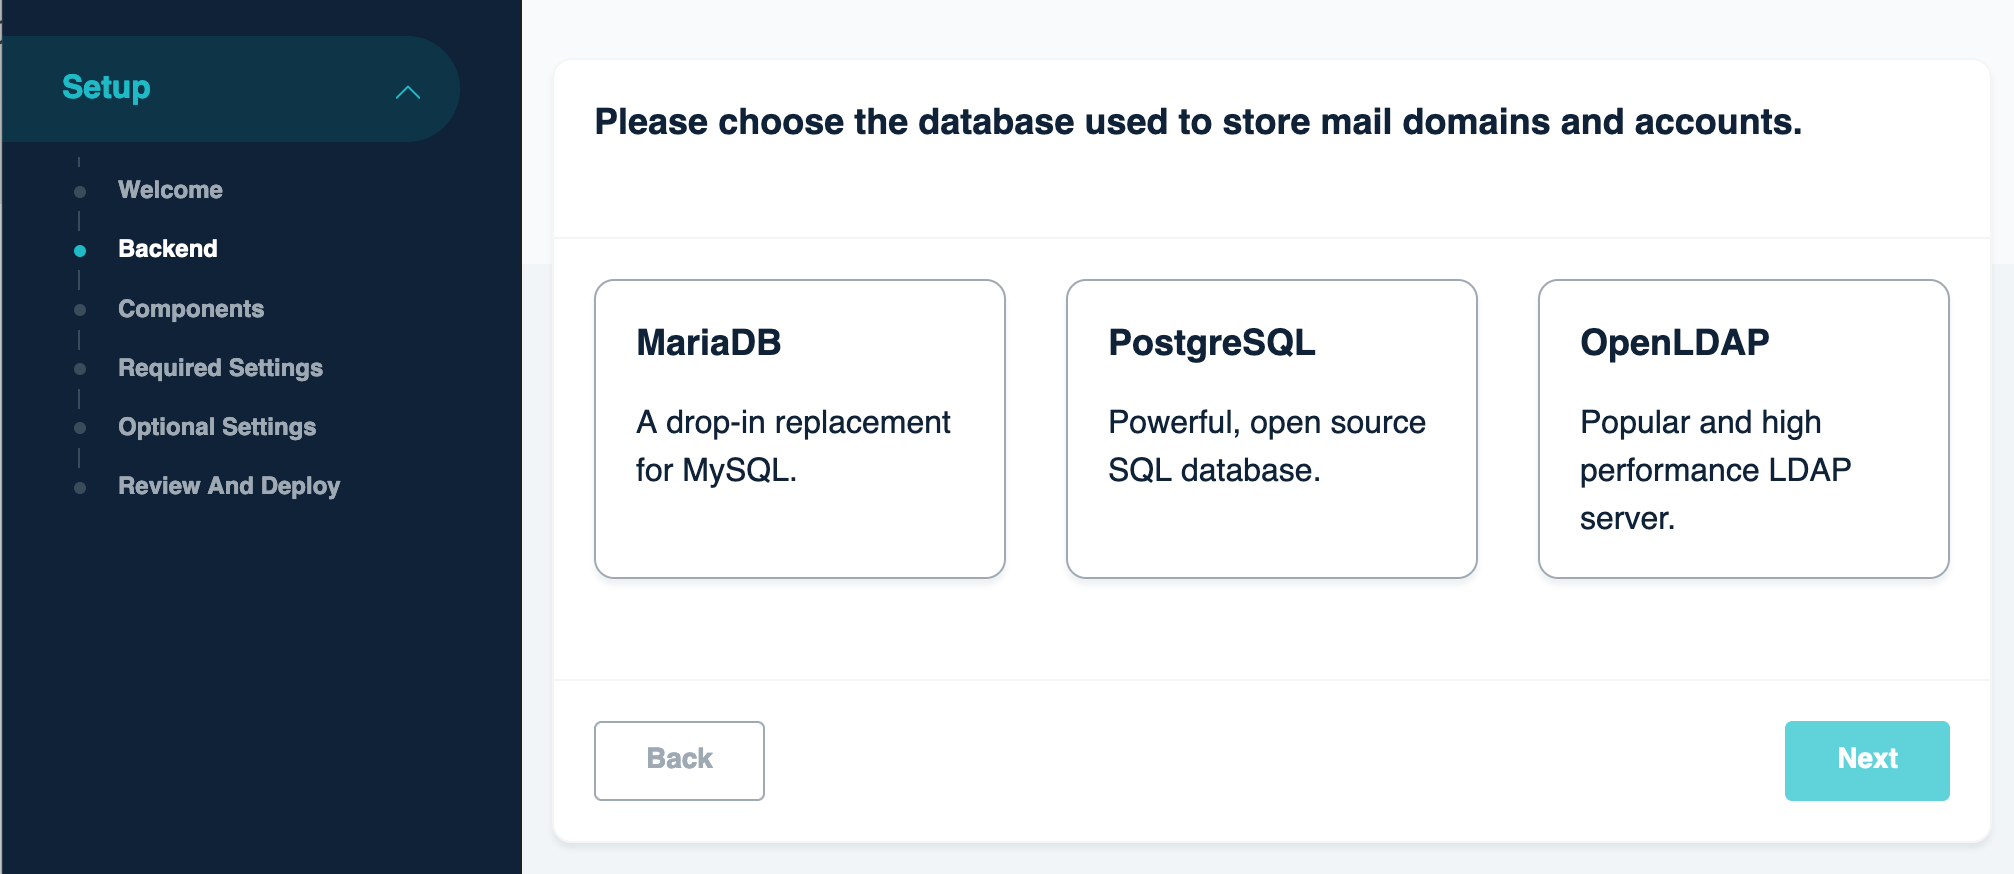 Setup
Welcome
Backend
Components
Required Settings
Optional Settings
Review And Deploy
Please choose the database used to store mail domains and accounts.
MariaDB
A drop-in replacement
for MySQL.
PostgreSQL
Powerful, open source
SQL database.
OpenLDAP
Popular and high
performance LDAP
server.
Back
Next